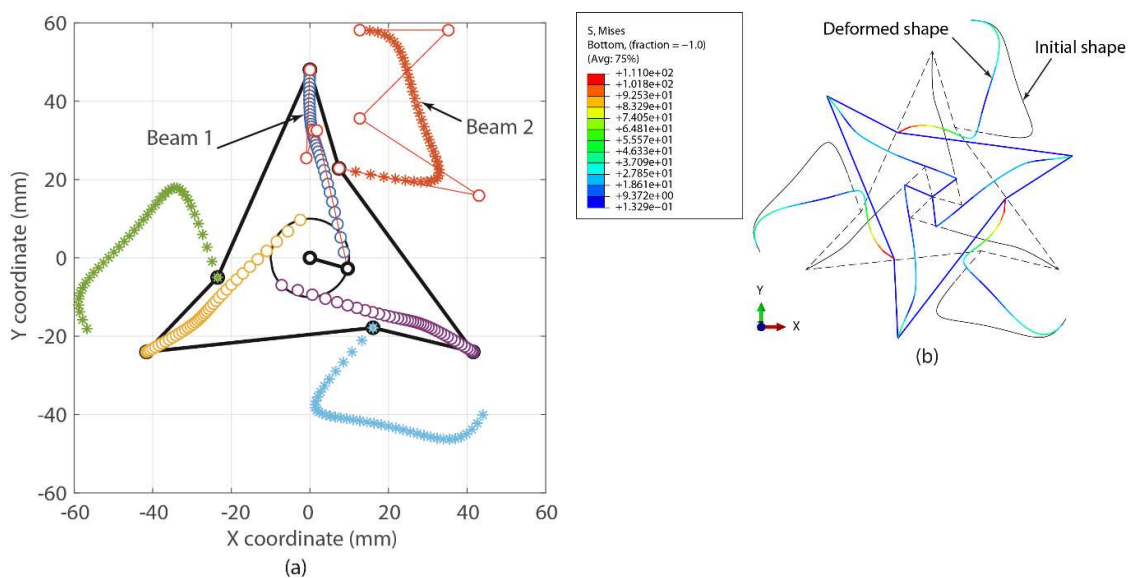 60
40
20
0
-20
-40
-60
-60
-40
-20
0
20
40
60
Y coordinate (mm)
X coordinate (mm)
Beam 1
Beam 2
(a)
S, Mises
Bottom, (fraction = −1.0)
(Avg: 75%)
+1.110e+02
+1.018e+02
+9.253e+01
+8.329e+01
+7.405e+01
+6.481e+01
+5.557e+01
+4.633e+01
+3.709e+01
+2.785e+01
+1.861e+01
+9.372e+00
+1.329e−01
Deformed shape
Initial shape
Y
X
(b)